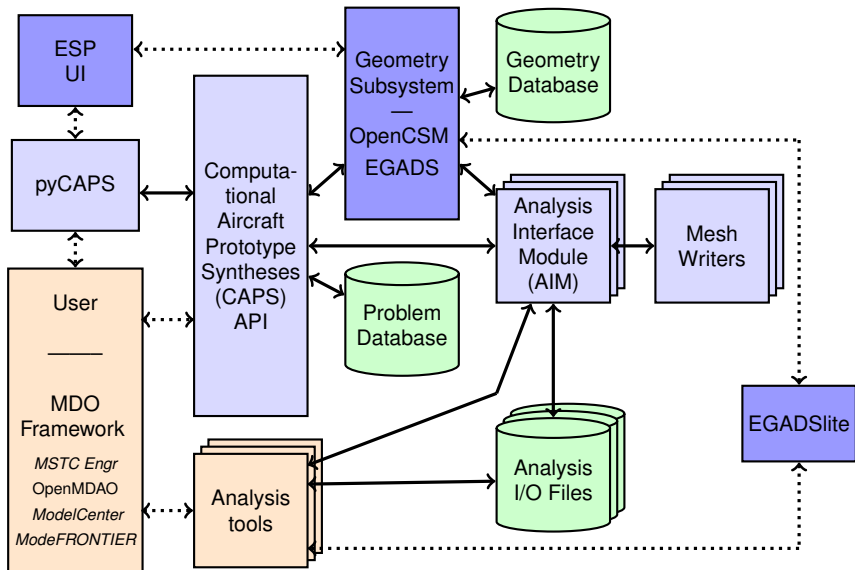 ESP
UI
Geometry
Subsystem
—
OpenCSM
EGADS
Geometry
Database
pyCAPS
Computa-
tional
Aircraft
Prototype
Syntheses
(CAPS)
API
Analysis
Interface
Module
(AIM)
Mesh
Writers
Problem
Database
User
MDO
Framework
MSTC Engr
OpenMDAO
ModelCenter
ModeFRONTIER
EGADSlite
Analysis
tools
Analysis
I/O Files